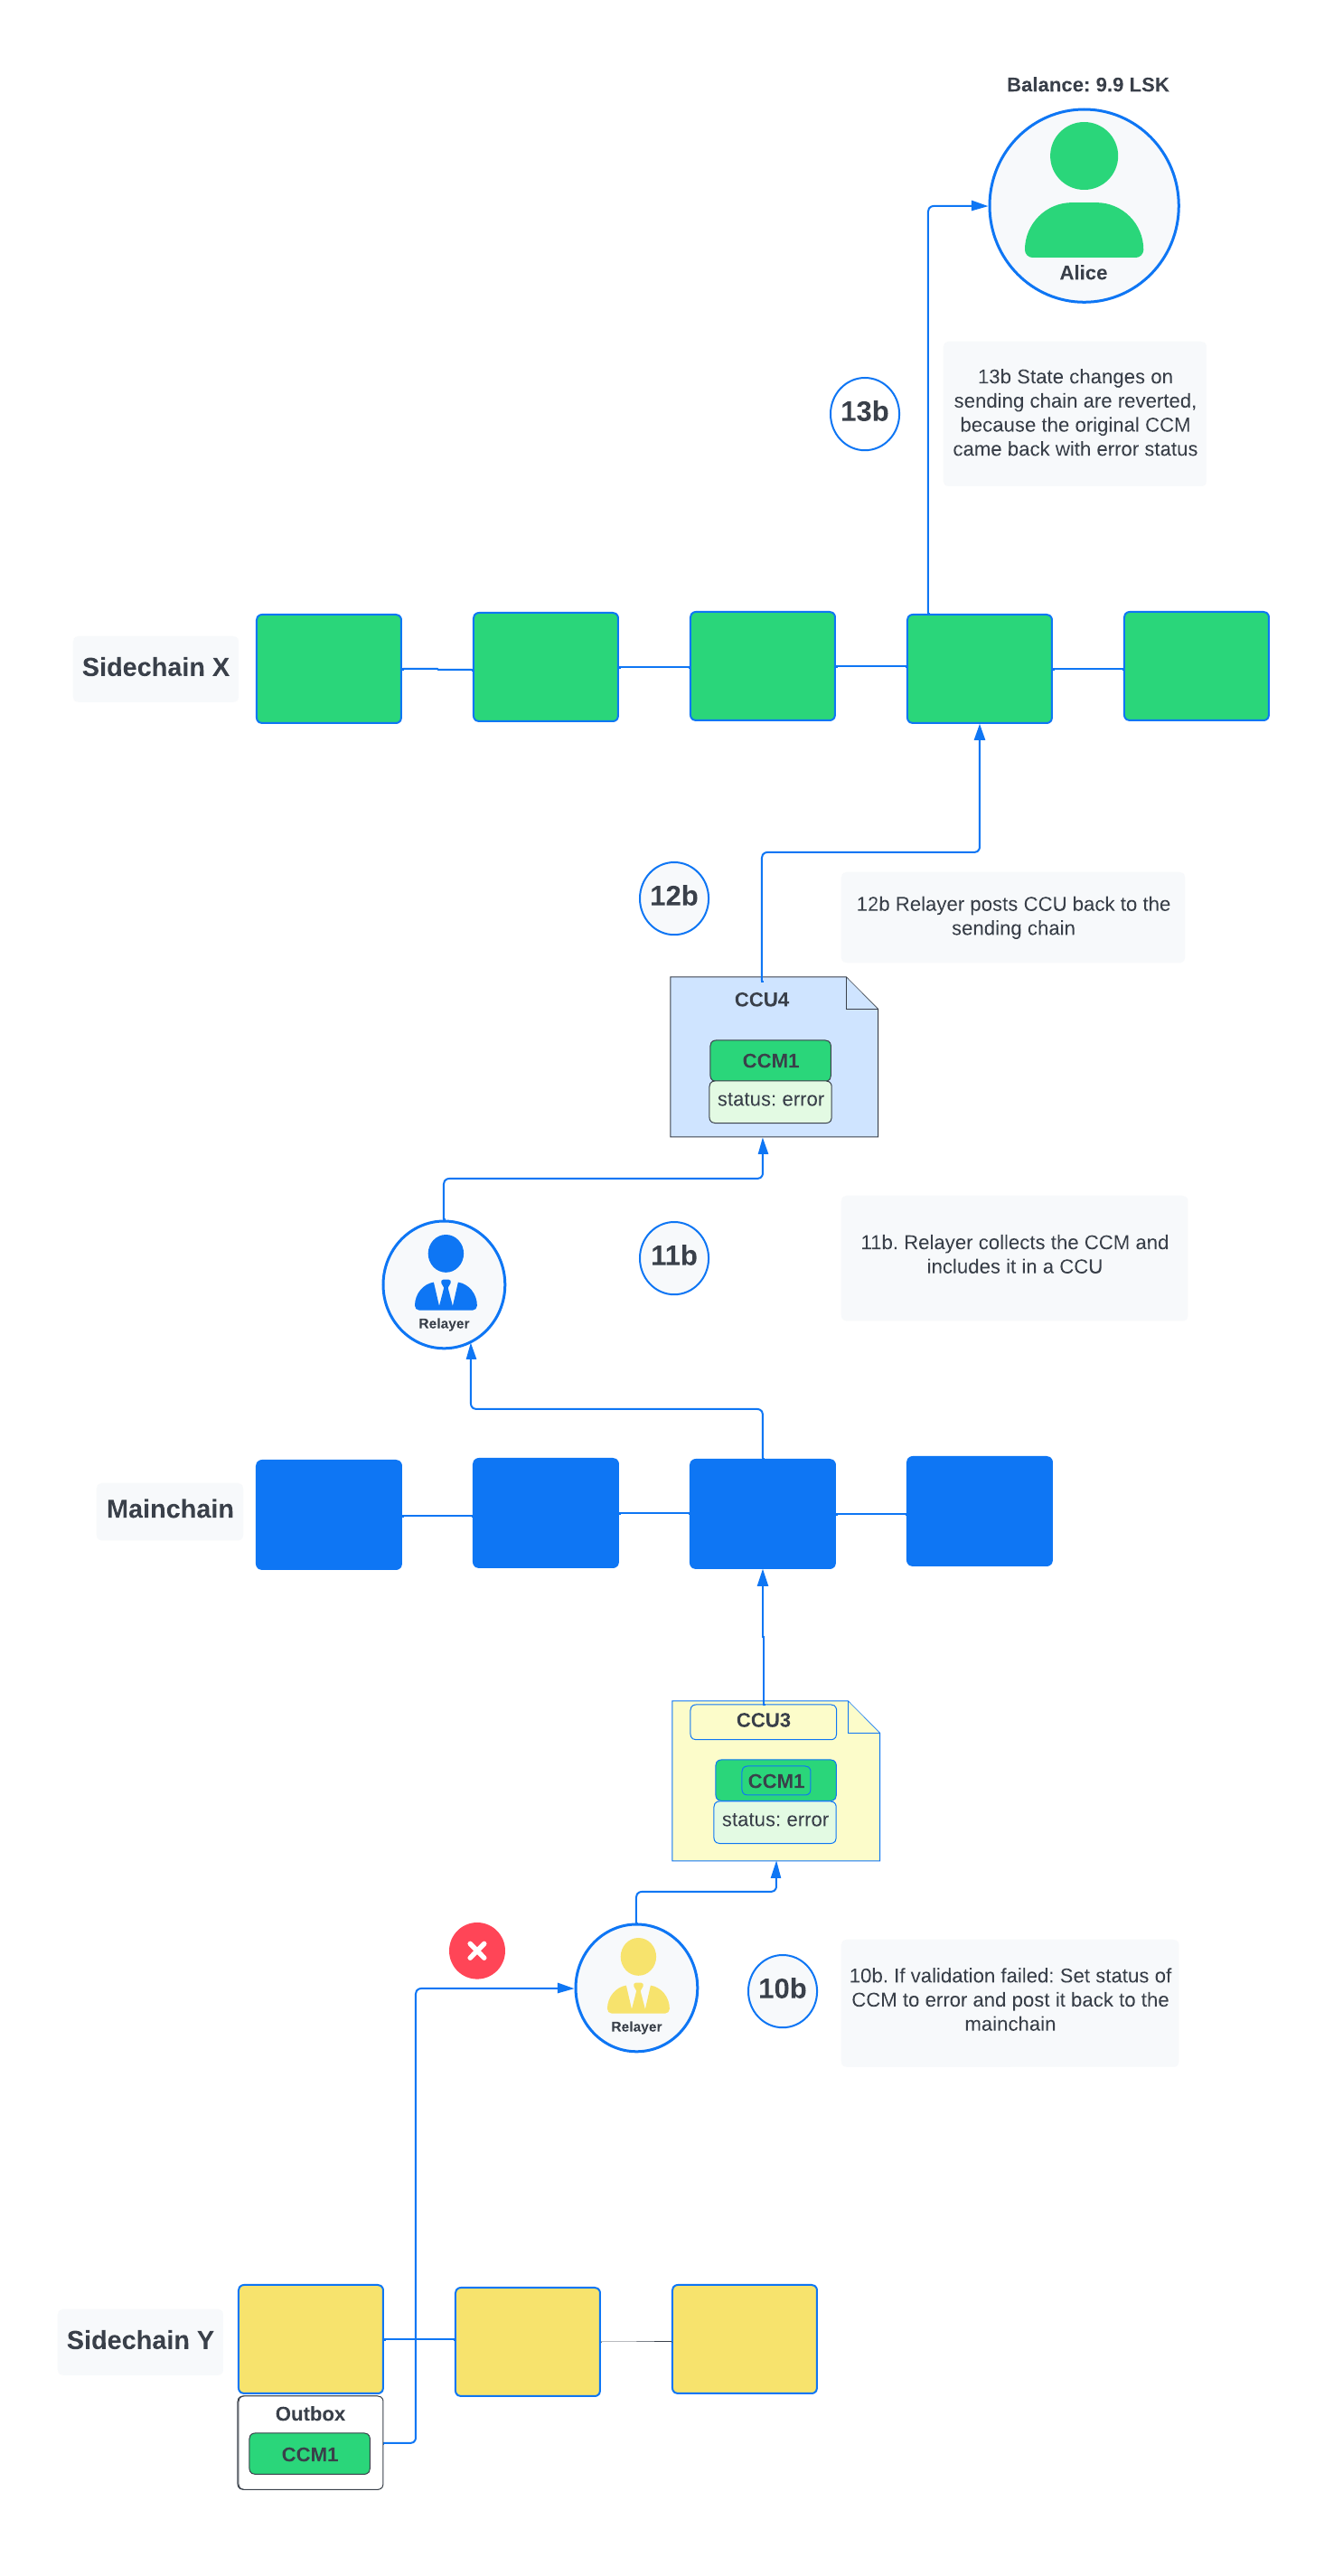 Balance: 9.9 LSK
Alice
13b
13b State changes on
sending chain are reverted,
because the original CCM
came back with error status
Sidechain X
12b
12b Relayer posts CCU back to the
sending chain
CCU4
CCM1
status: error
11b
11b. Relayer collects the CCM and
includes it in a CCU
Relayer
Mainchain
CCU3
CCM1
status: error
10b
10b. If validation failed: Set status of
CCM to error and post it back to the
mainchain
Relayer
Sidechain Y
Outbox
CCM1